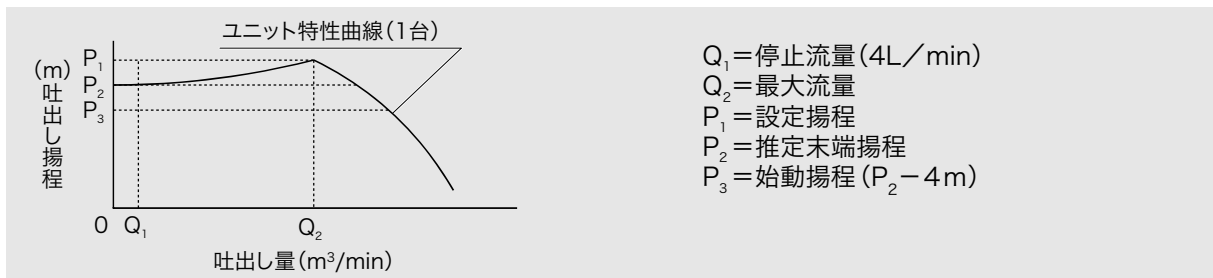 ユニット特性曲線（1台）
（m）
吐出し揚程
P₁
P₂
P₃
0 Q₁ Q₂
吐出し量（m³/min）
Q₁＝停止流量（4L／min）
Q₂＝最大流量
P₁＝設定揚程
P₂＝推定末端揚程
P₃＝始動揚程（P₂－4m）